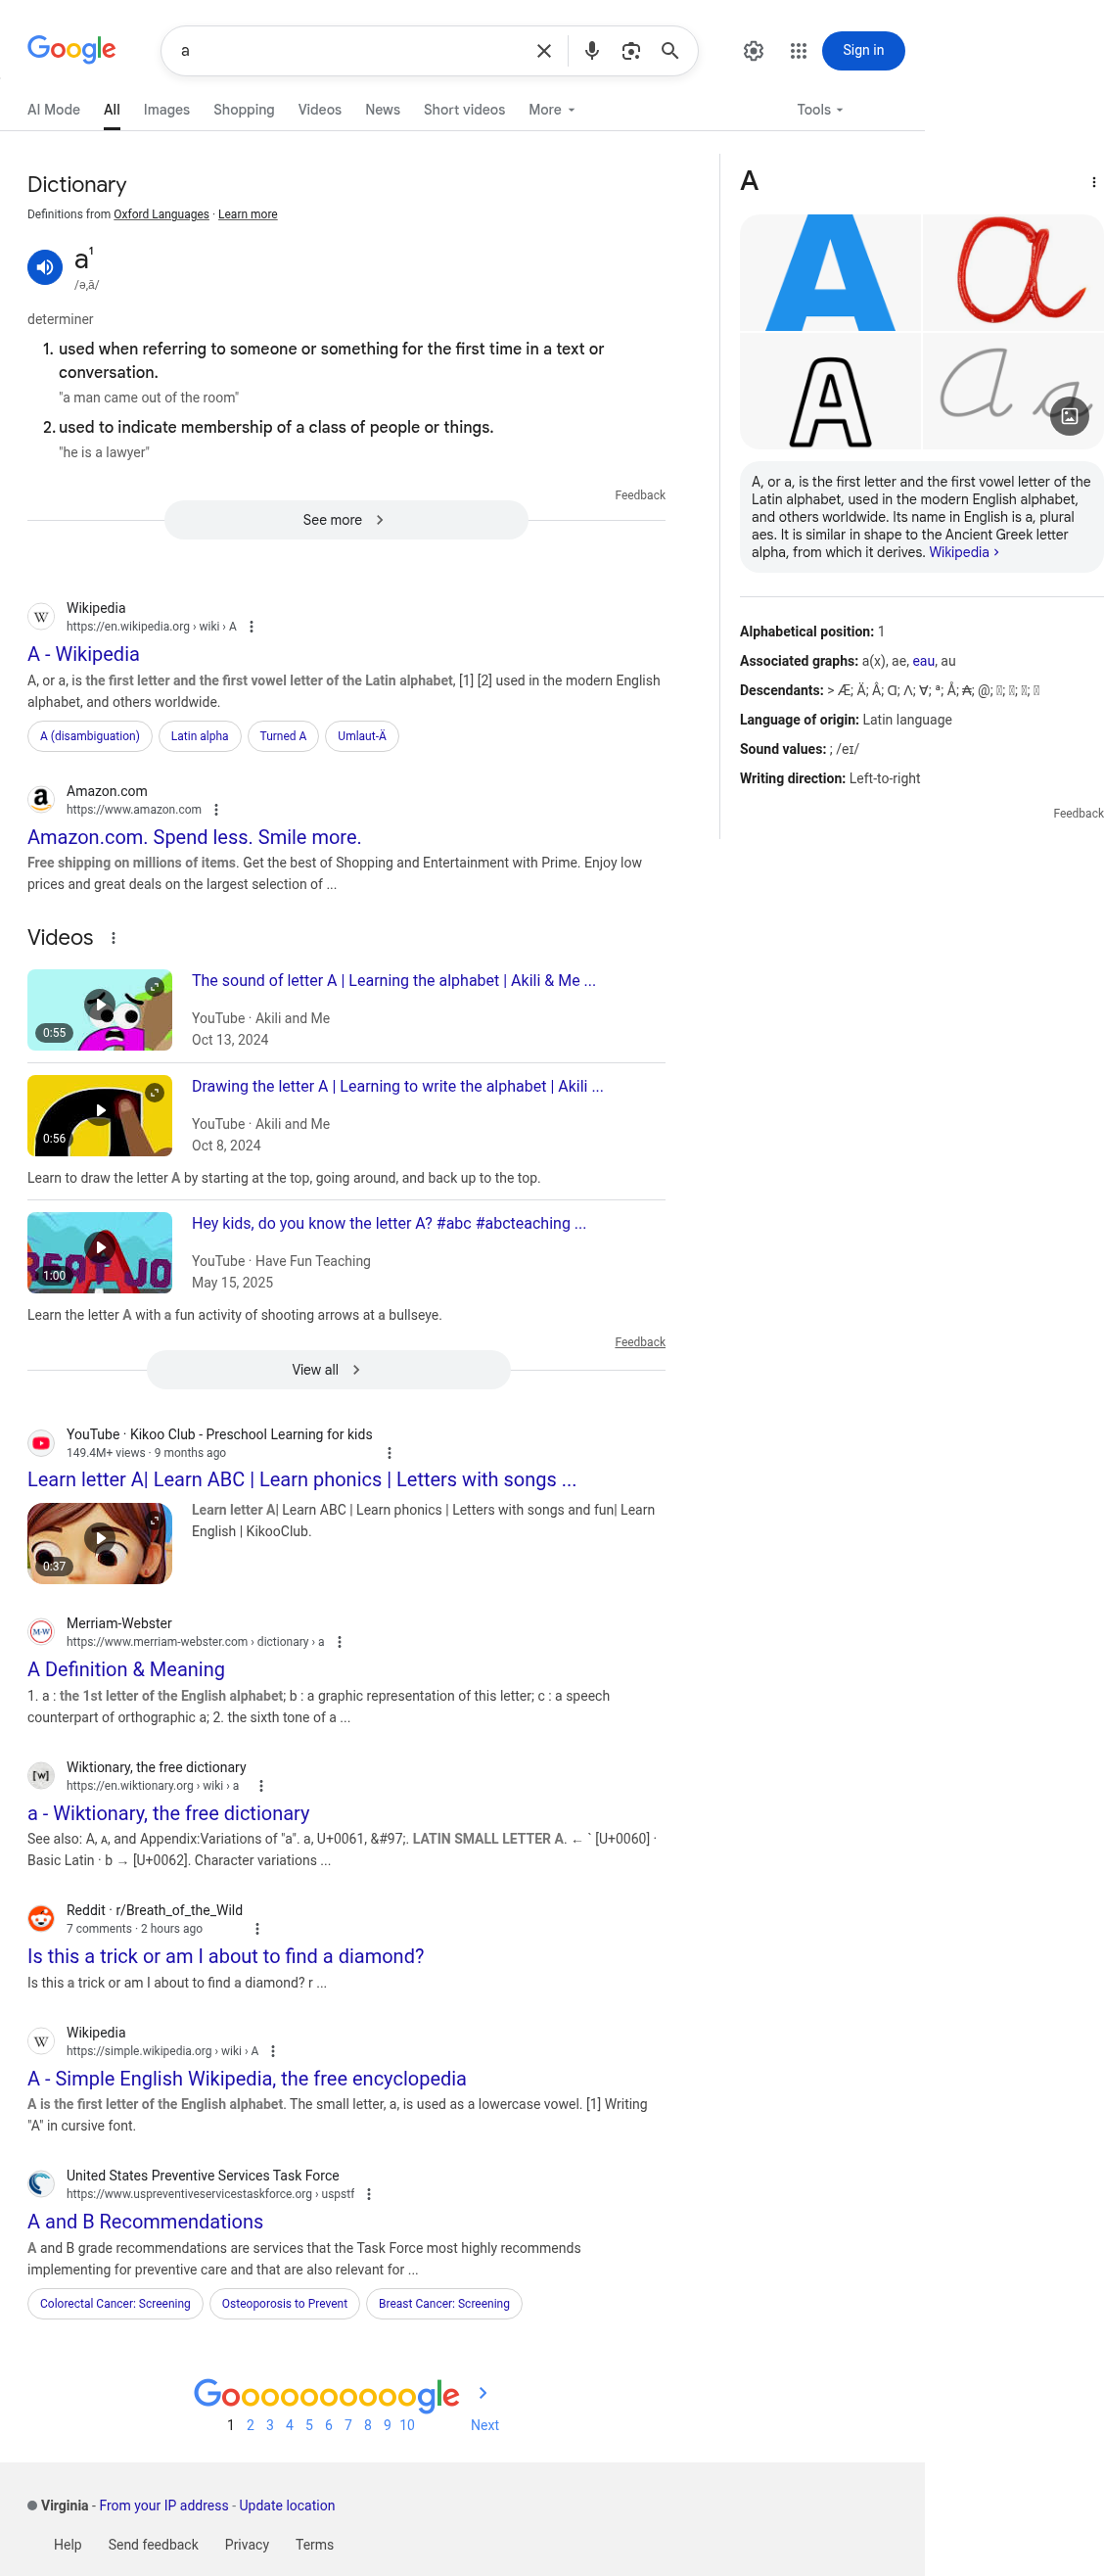 Google
a
Sign in
AI Mode
All
Images
Shopping
Videos
News
Short videos
More
Tools
Dictionary
Definitions from Oxford Languages · Learn more
a¹
/ə,ā/
determiner
1. used when referring to someone or something for the first time in a text or
conversation.
"a man came out of the room"
2. used to indicate membership of a class of people or things.
"he is a lawyer"
Feedback
See more
Wikipedia
https://en.wikipedia.org › wiki › A
A - Wikipedia
A, or a, is the first letter and the first vowel letter of the Latin alphabet, [1] [2] used in the modern English
alphabet, and others worldwide.
A (disambiguation)
Latin alpha
Turned A
Umlaut-Ä
Amazon.com
https://www.amazon.com
Amazon.com. Spend less. Smile more.
Free shipping on millions of items. Get the best of Shopping and Entertainment with Prime. Enjoy low
prices and great deals on the largest selection of ...
Videos
0:55
The sound of letter A | Learning the alphabet | Akili & Me ...
YouTube · Akili and Me
Oct 13, 2024
0:56
Drawing the letter A | Learning to write the alphabet | Akili ...
YouTube · Akili and Me
Oct 8, 2024
Learn to draw the letter A by starting at the top, going around, and back up to the top.
1:00
Hey kids, do you know the letter A? #abc #abcteaching ...
YouTube · Have Fun Teaching
May 15, 2025
Learn the letter A with a fun activity of shooting arrows at a bullseye.
Feedback
View all
YouTube · Kikoo Club - Preschool Learning for kids
149.4M+ views · 9 months ago
Learn letter A| Learn ABC | Learn phonics | Letters with songs ...
0:37
Learn letter A| Learn ABC | Learn phonics | Letters with songs and fun| Learn
English | KikooClub.
Merriam-Webster
https://www.merriam-webster.com › dictionary › a
A Definition & Meaning
1. a : the 1st letter of the English alphabet; b : a graphic representation of this letter; c : a speech
counterpart of orthographic a; 2. the sixth tone of a ...
Wiktionary, the free dictionary
https://en.wiktionary.org › wiki › a
a - Wiktionary, the free dictionary
See also: A, ᴀ, and Appendix:Variations of "a". a, U+0061, &#97;. LATIN SMALL LETTER A. ← ` [U+0060] ·
Basic Latin · b → [U+0062]. Character variations ...
Reddit · r/Breath_of_the_Wild
7 comments · 2 hours ago
Is this a trick or am I about to find a diamond?
Is this a trick or am I about to find a diamond? r ...
Wikipedia
https://simple.wikipedia.org › wiki › A
A - Simple English Wikipedia, the free encyclopedia
A is the first letter of the English alphabet. The small letter, a, is used as a lowercase vowel. [1] Writing
"A" in cursive font.
United States Preventive Services Task Force
https://www.uspreventiveservicestaskforce.org › uspstf
A and B Recommendations
A and B grade recommendations are services that the Task Force most highly recommends
implementing for preventive care and that are also relevant for ...
Colorectal Cancer: Screening
Osteoporosis to Prevent
Breast Cancer: Screening
Goooooooooogle
1 2 3 4 5 6 7 8 9 10 Next
A
A
a
A
A a
A, or a, is the first letter and the first vowel letter of the
Latin alphabet, used in the modern English alphabet,
and others worldwide. Its name in English is a, plural
aes. It is similar in shape to the Ancient Greek letter
alpha, from which it derives. Wikipedia ›
Alphabetical position: 1
Associated graphs: a(x), ae, eau, au
Descendants: > Æ; Ä; Â; Ɑ; Ʌ; Ɐ; ª; Å; ₳; @;
Language of origin: Latin language
Sound values: ; /eɪ/
Writing direction: Left-to-right
Feedback
Virginia - From your IP address - Update location
Help
Send feedback
Privacy
Terms